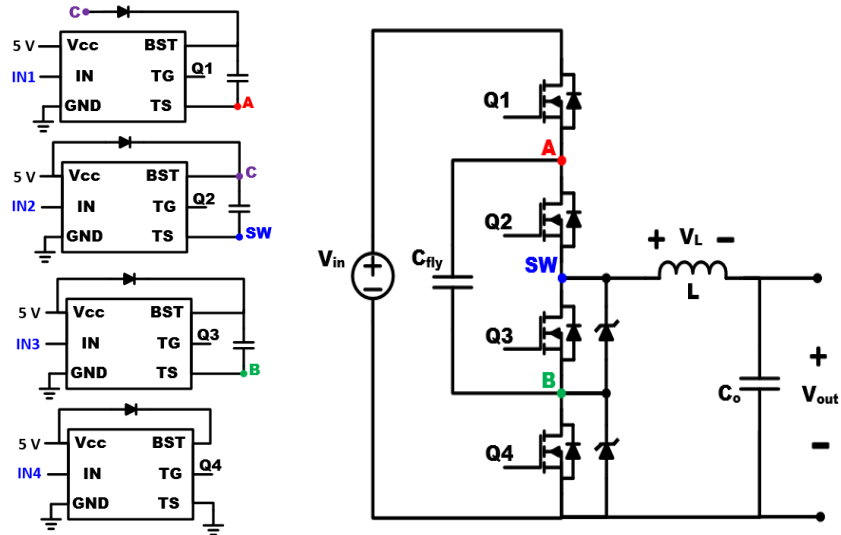 C
5 V Vcc BST
IN1 IN TG Q1
GND TS A
5 V Vcc BST C
IN2 IN TG Q2
GND TS SW
5 V Vcc BST
IN3 IN TG Q3
GND TS B
5 V Vcc BST
IN4 IN TG Q4
GND TS
Q1
A
Q2
SW
Vin + −
Cfly
+ VL −
L
Q3
B
Q4
Co
+
Vout
−